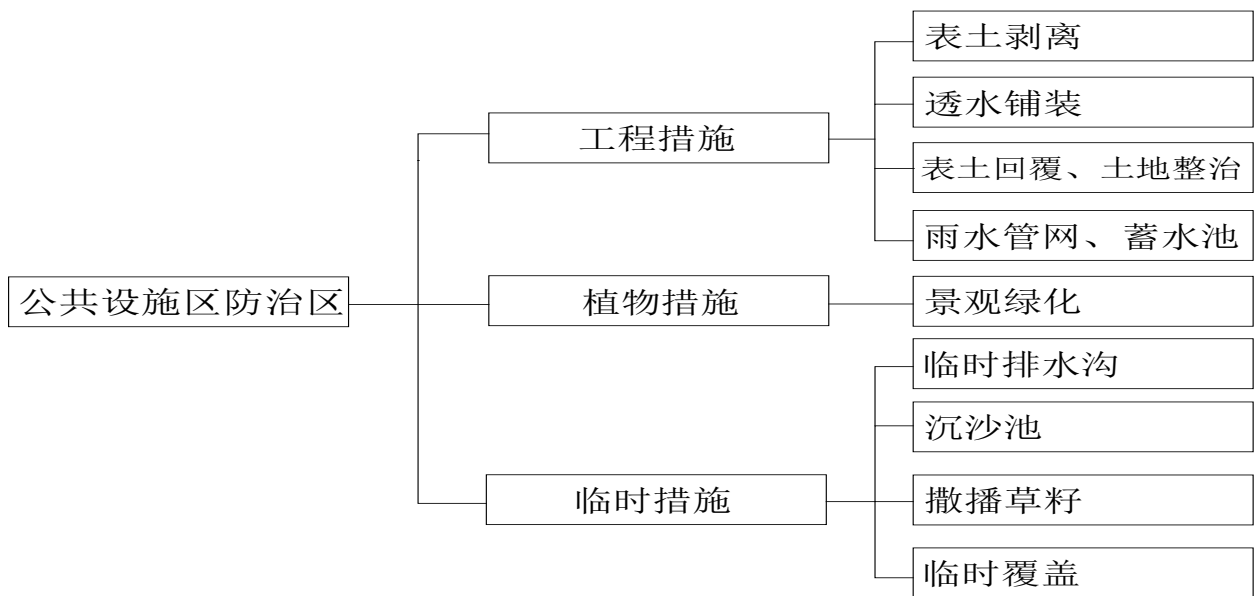 公共设施区防治区
工程措施
表土剥离
透水铺装
表土回覆、土地整治
雨水管网、蓄水池
植物措施
景观绿化
临时措施
临时排水沟
沉沙池
撒播草籽
临时覆盖